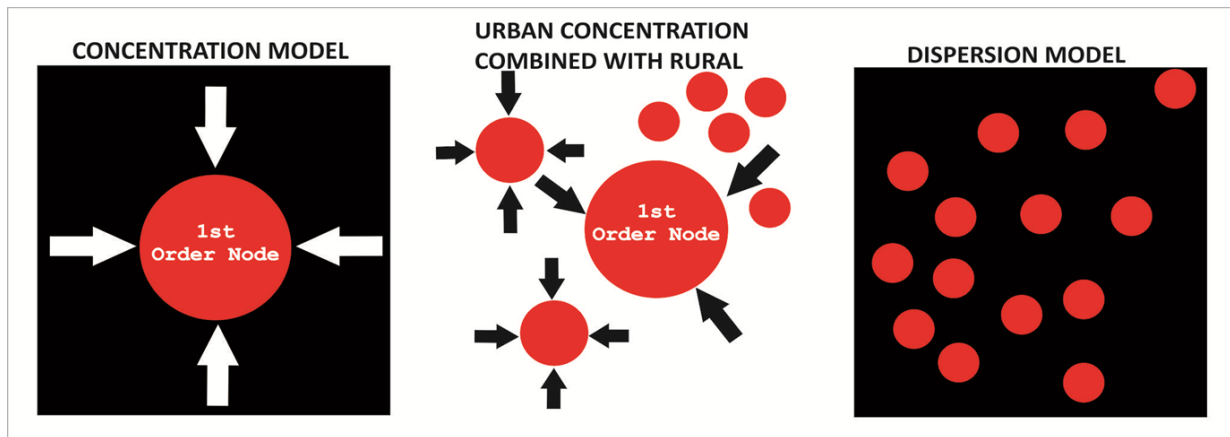 CONCENTRATION MODEL
1st
Order Node
URBAN CONCENTRATION
COMBINED WITH RURAL
1st
Order Node
DISPERSION MODEL